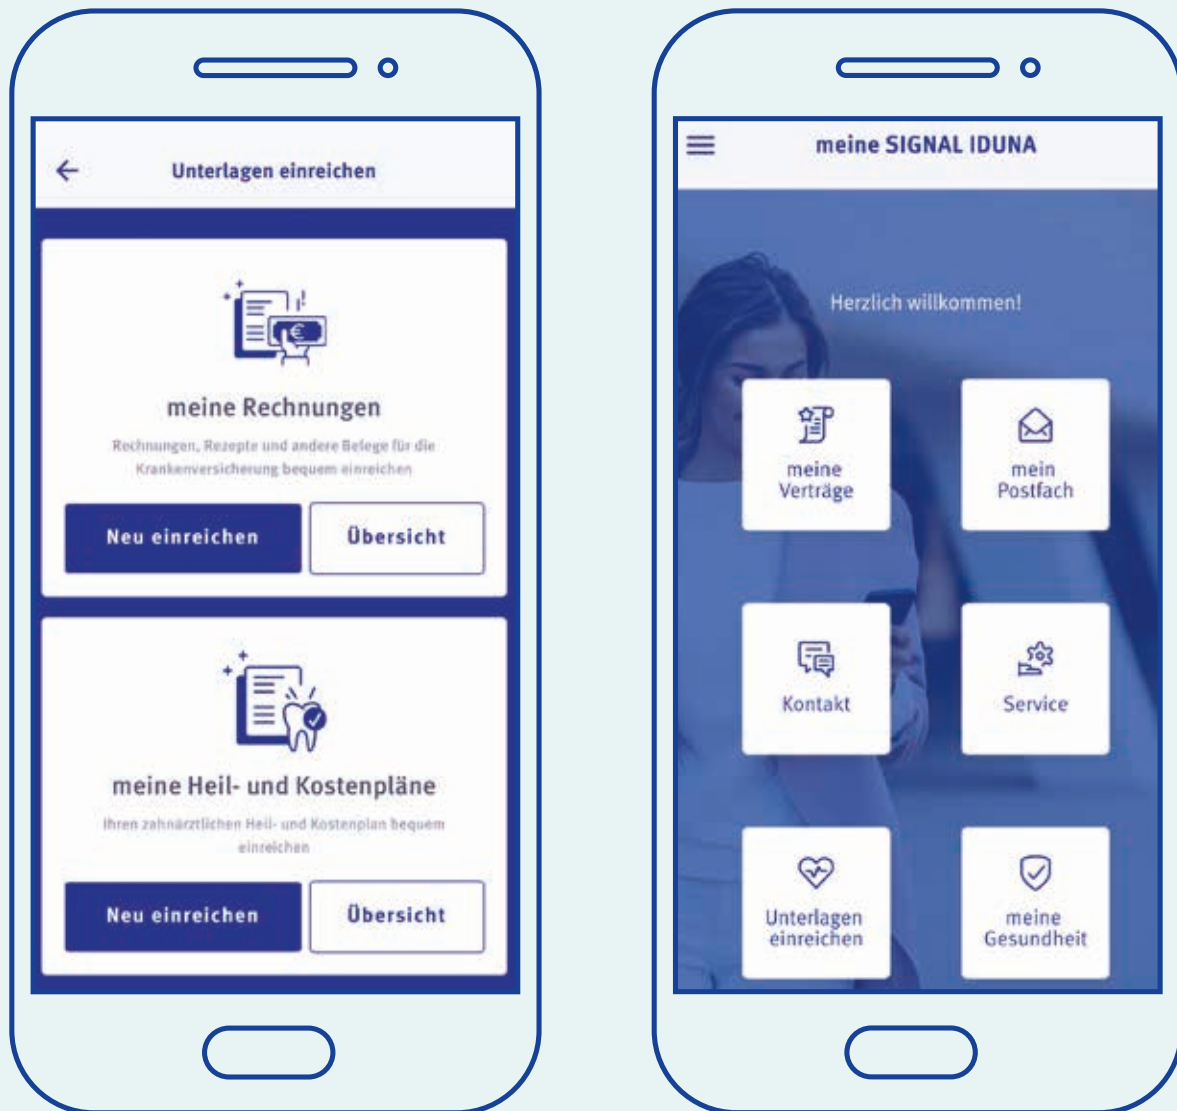 Unterlagen einreichen
meine Rechnungen
Rechnungen, Rezepte und andere Belege für die
Krankenversicherung bequem einreichen
Neu einreichen
Übersicht
meine Heil- und Kostenpläne
Ihren zahnärztlichen Heil- und Kostenplan bequem
einreichen
Neu einreichen
Übersicht
meine SIGNAL IDUNA
Herzlich willkommen!
meine
Verträge
mein
Postfach
Kontakt
Service
Unterlagen
einreichen
meine
Gesundheit